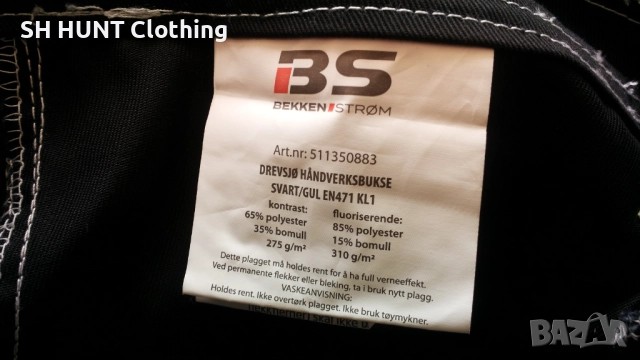 SH HUNT Clothing
BS
BEKKEN STRØM
Art.nr: 511350883
DREVSJØ HÅNDVERKSBUKSE
SVART/GUL EN471 KL1
kontrast: fluoriserende:
65% polyester 85% polyester
35% bomull 15% bomull
275 g/m² 310 g/m²
Dette plagget må holdes rent for å ha full verneeffekt.
Ved permanente flekker eller bleking, ta i bruk nytt plagg.
VASKEANVISNING:
Holdes rent. Ikke overtørk plagget. Ikke bruk tøymykner.
BAZAR